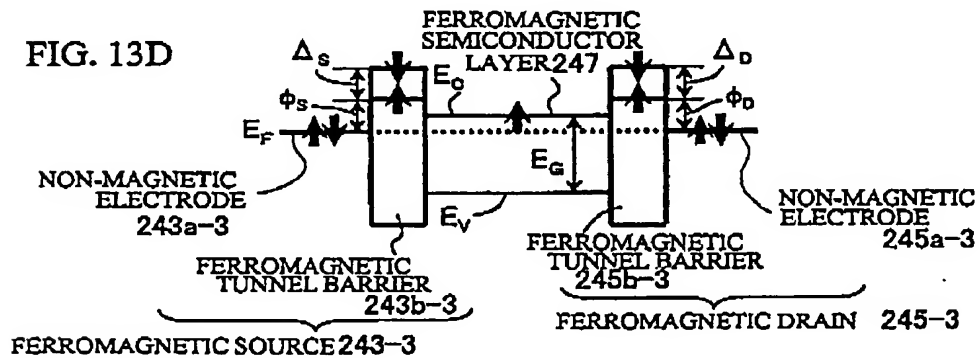 FIG. 13D
FERROMAGNETIC
SEMICONDUCTOR
LAYER247
ΔS
EC
ΔD
ϕS
ϕD
EF
EG
NON-MAGNETIC
ELECTRODE
243a-3
EV
NON-MAGNETIC
ELECTRODE
245a-3
FERROMAGNETIC
TUNNEL BARRIER
243b-3
FERROMAGNETIC
TUNNEL BARRIER
245b-3
FERROMAGNETIC SOURCE 243-3
FERROMAGNETIC DRAIN 245-3